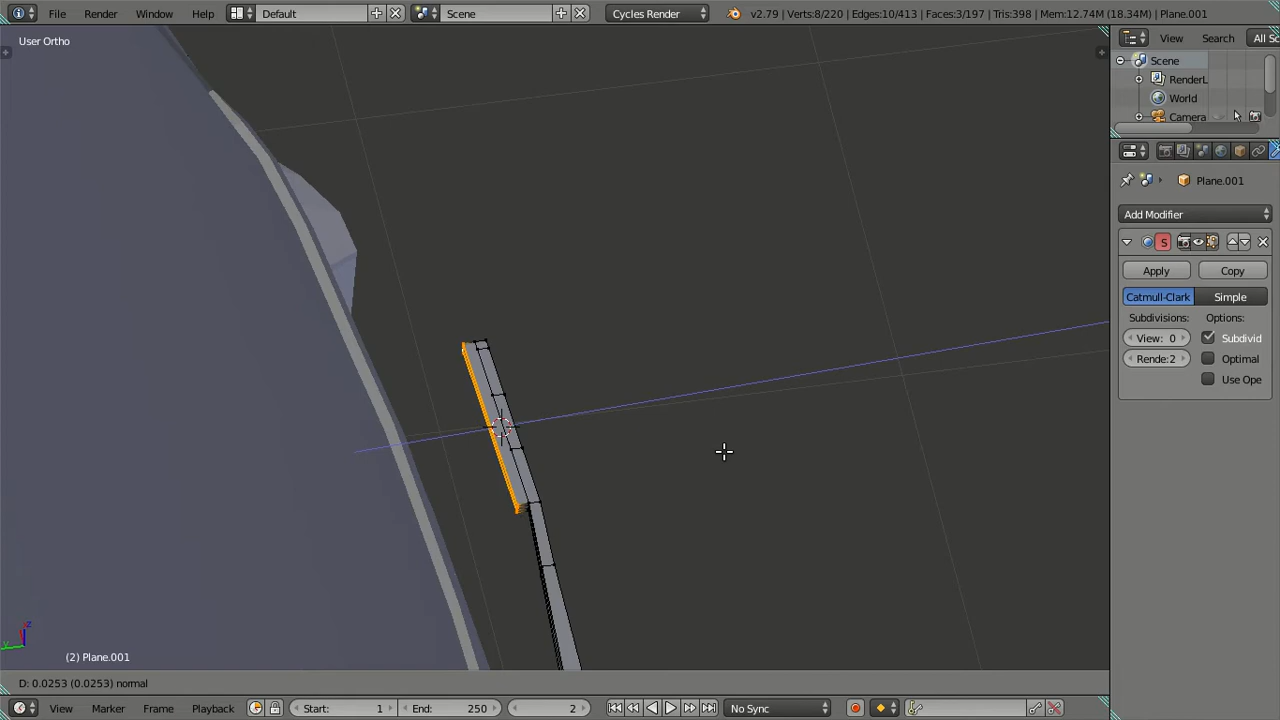 File Render Window Help Default Scene Cycles Render v2.79 | Verts:8/220 | Edges:10/413 | Faces:3/197 | Tris:398 | Mem:12.74M (18.34M) | Plane.001
User Ortho
View Search All Sc
Scene
RenderL
World
Camera
Plane.001
Add Modifier
S
Apply Copy
Catmull-Clark Simple
Subdivisions: Options:
View: 0 Subdivid
Rende:2 Optimal
Use Ope
z
y
(2) Plane.001
D: 0.0253 (0.0253) normal
View Marker Frame Playback Start: 1 End: 250 2 No Sync